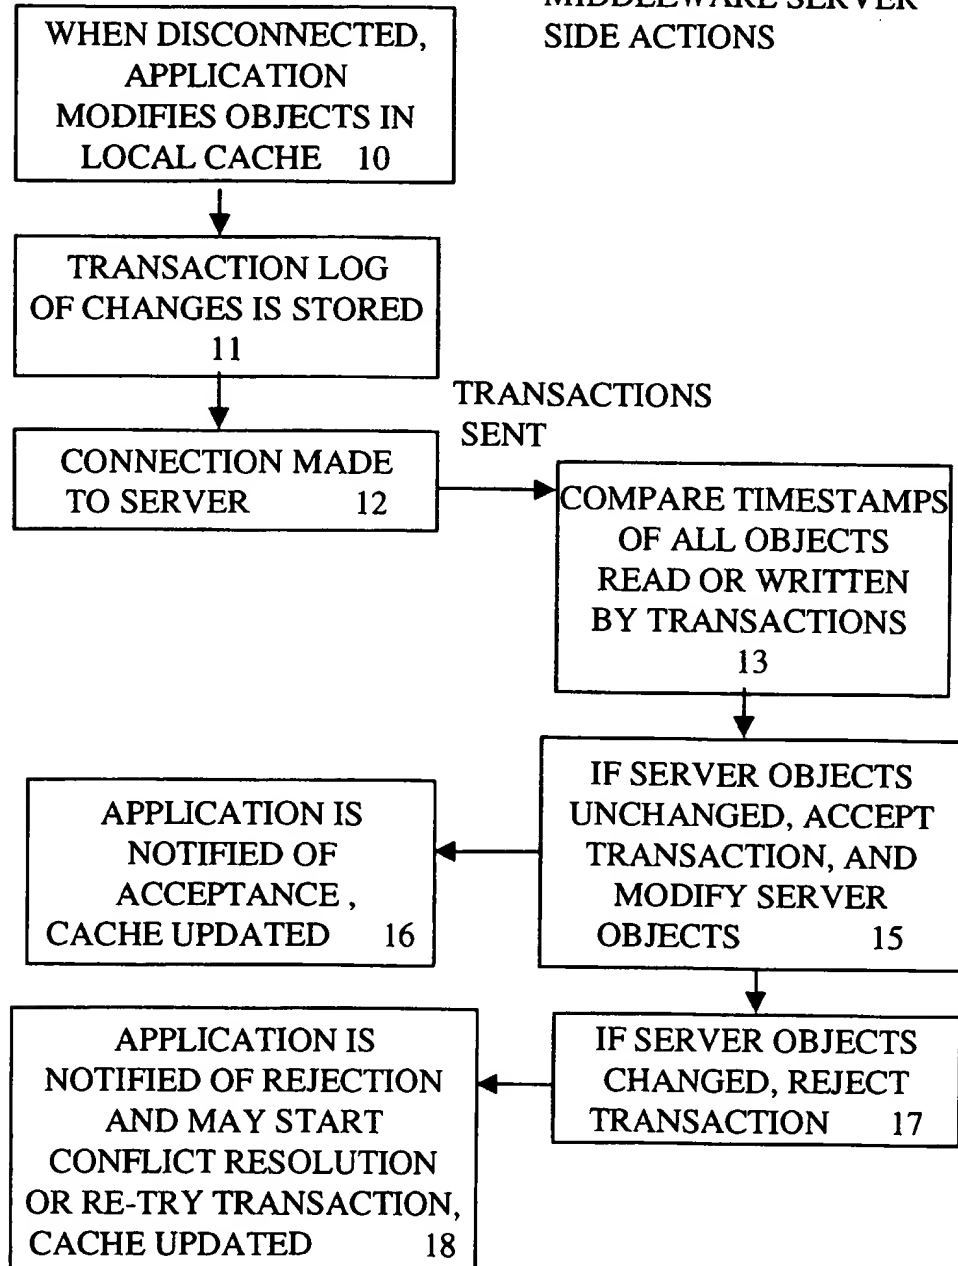 MIDDLEWARE SERVER
SIDE ACTIONS
WHEN DISCONNECTED,
APPLICATION
MODIFIES OBJECTS IN
LOCAL CACHE 10
TRANSACTION LOG
OF CHANGES IS STORED
11
TRANSACTIONS
SENT
CONNECTION MADE
TO SERVER 12
COMPARE TIMESTAMPS
OF ALL OBJECTS
READ OR WRITTEN
BY TRANSACTIONS
13
IF SERVER OBJECTS
UNCHANGED, ACCEPT
TRANSACTION, AND
MODIFY SERVER
OBJECTS 15
APPLICATION IS
NOTIFIED OF
ACCEPTANCE ,
CACHE UPDATED 16
IF SERVER OBJECTS
CHANGED, REJECT
TRANSACTION 17
APPLICATION IS
NOTIFIED OF REJECTION
AND MAY START
CONFLICT RESOLUTION
OR RE-TRY TRANSACTION,
CACHE UPDATED 18